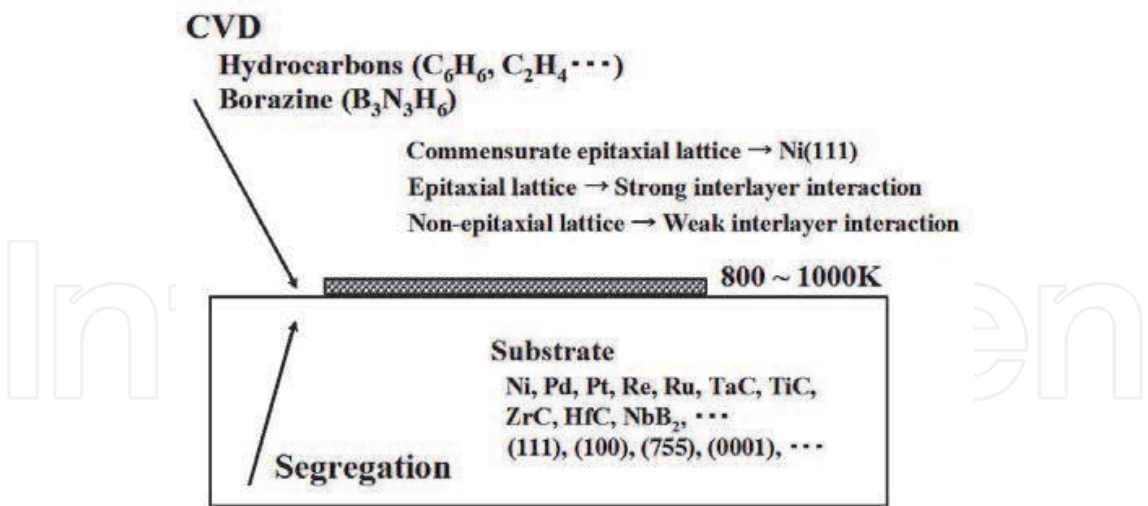 CVD
Hydrocarbons (C₆H₆, C₂H₄ ⋯)
Borazine (B₃N₃H₆)
Commensurate epitaxial lattice → Ni(111)
Epitaxial lattice → Strong interlayer interaction
Non-epitaxial lattice → Weak interlayer interaction
800 ~ 1000K
Substrate
Ni, Pd, Pt, Re, Ru, TaC, TiC,
ZrC, HfC, NbB₂, ⋯
(111), (100), (755), (0001), ⋯
Segregation